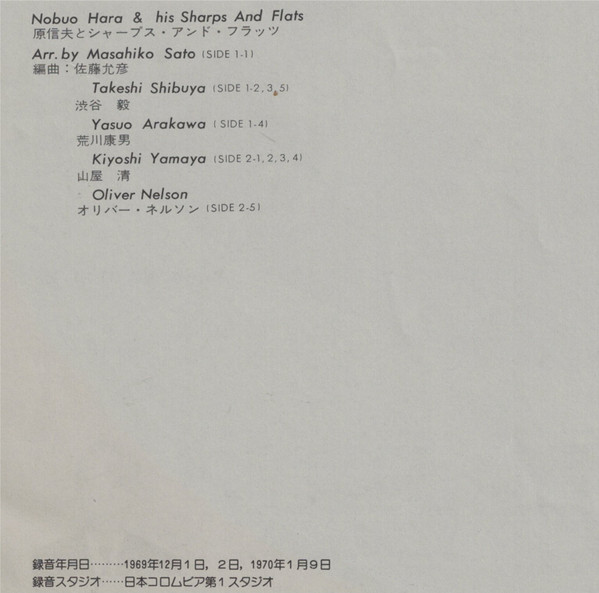 Nobuo Hara & his Sharps And Flats
原信夫とシャープス・アンド・フラッツ
Arr. by Masahiko Sato (SIDE 1-1)
編曲：佐藤允彦
Takeshi Shibuya (SIDE 1-2, 3, 5)
渋谷 毅
Yasuo Arakawa (SIDE 1-4)
荒川康男
Kiyoshi Yamaya (SIDE 2-1, 2, 3, 4)
山屋 清
Oliver Nelson
オリバー・ネルソン (SIDE 2-5)
録音年月日………1969年12月1日，2日，1970年1月9日
録音スタジオ……日本コロムビア第1スタジオ